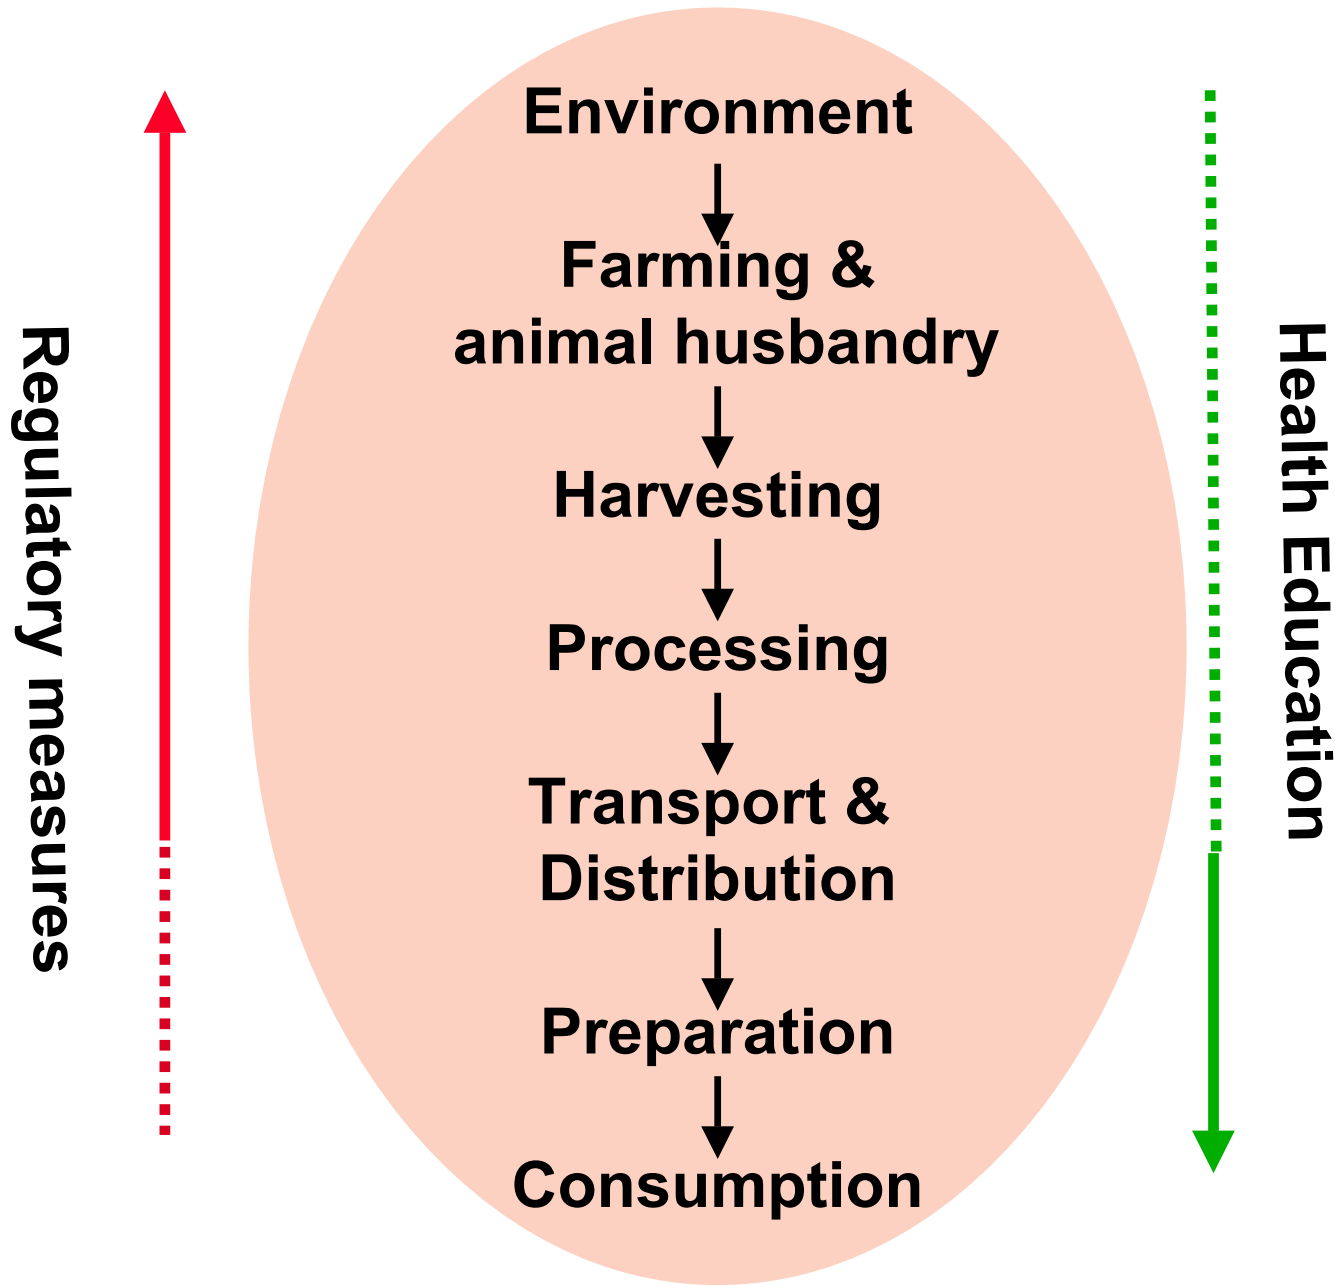 Environment
Farming &
animal husbandry
Harvesting
Processing
Transport &
Distribution
Preparation
Consumption
Regulatory measures
Health Education